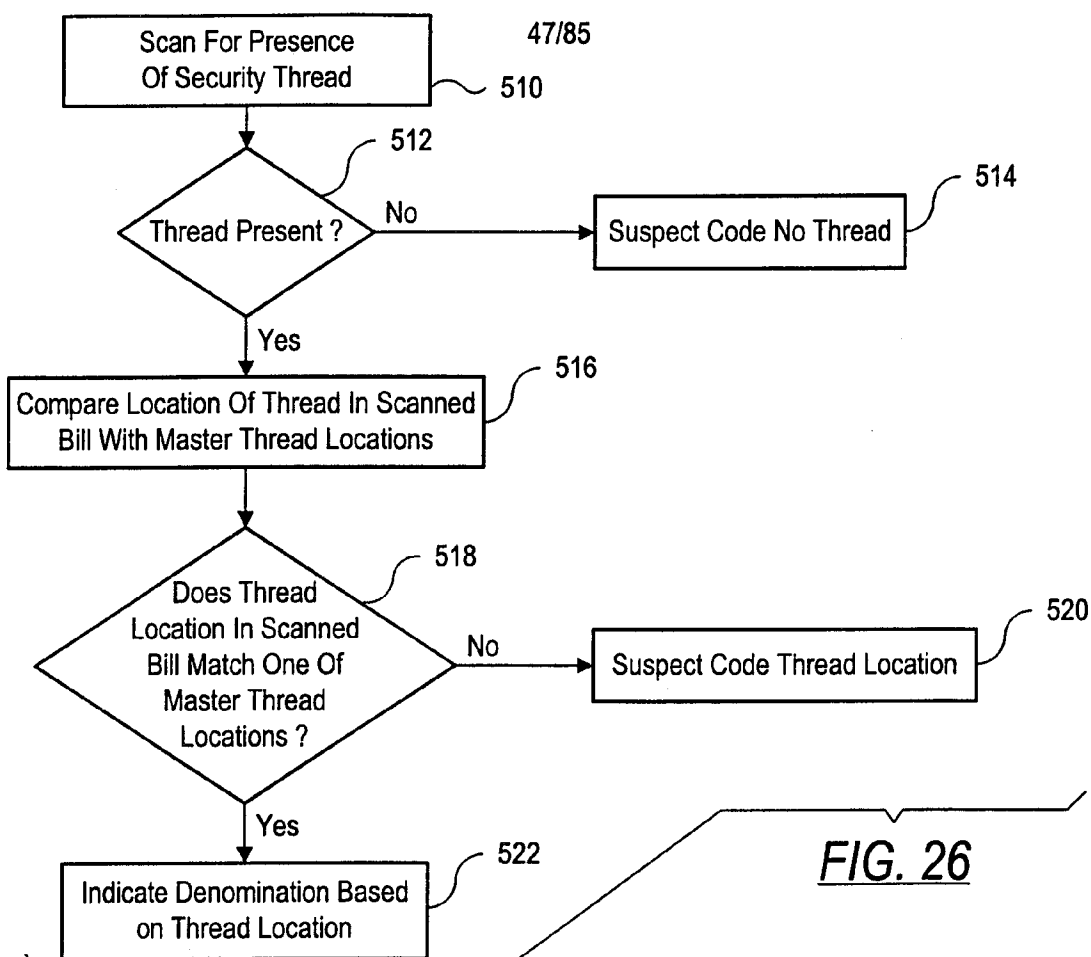 47/85
Scan For Presence
Of Security Thread
510
512
Thread Present ?
No
514
Suspect Code No Thread
Yes
516
Compare Location Of Thread In Scanned
Bill With Master Thread Locations
518
Does Thread
Location In Scanned
Bill Match One Of
Master Thread
Locations ?
No
520
Suspect Code Thread Location
Yes
522
Indicate Denomination Based
on Thread Location
FIG. 26